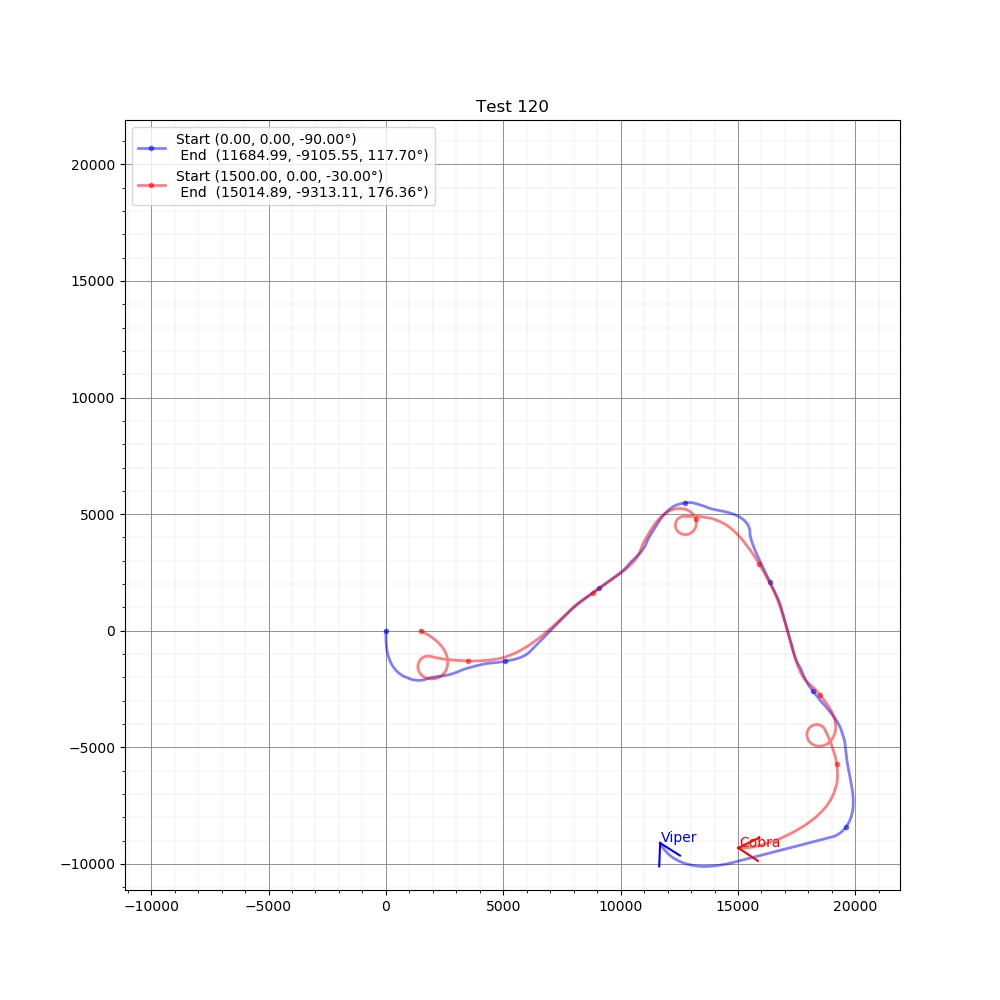 Test 120
Start (0.00, 0.00, -90.00°)
End  (11684.99, -9105.55, 117.70°)
Start (1500.00, 0.00, -30.00°)
End  (15014.89, -9313.11, 176.36°)
20000
15000
10000
5000
0
−5000
−10000
Viper
Cobra
−10000 −5000 0 5000 10000 15000 20000